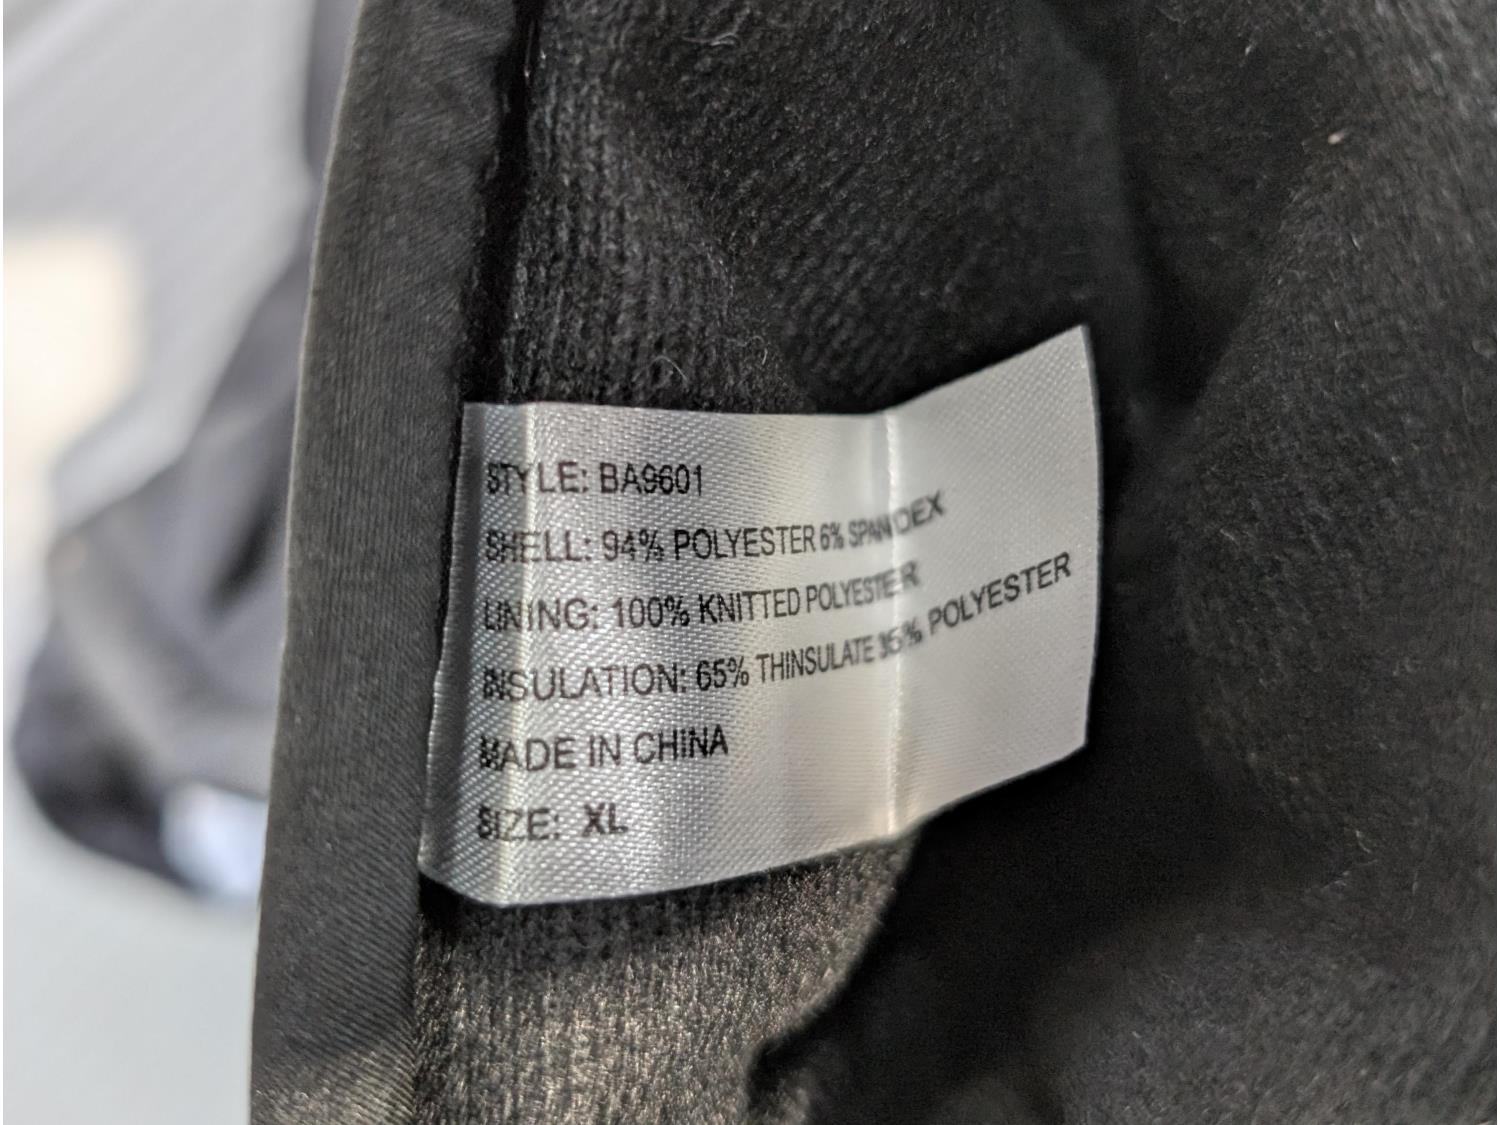 STYLE: BA9601
SHELL: 94% POLYESTER 6% SPANDEX
LINING: 100% KNITTED POLYESTER
INSULATION: 65% THINSULATE 35% POLYESTER
MADE IN CHINA
SIZE: XL